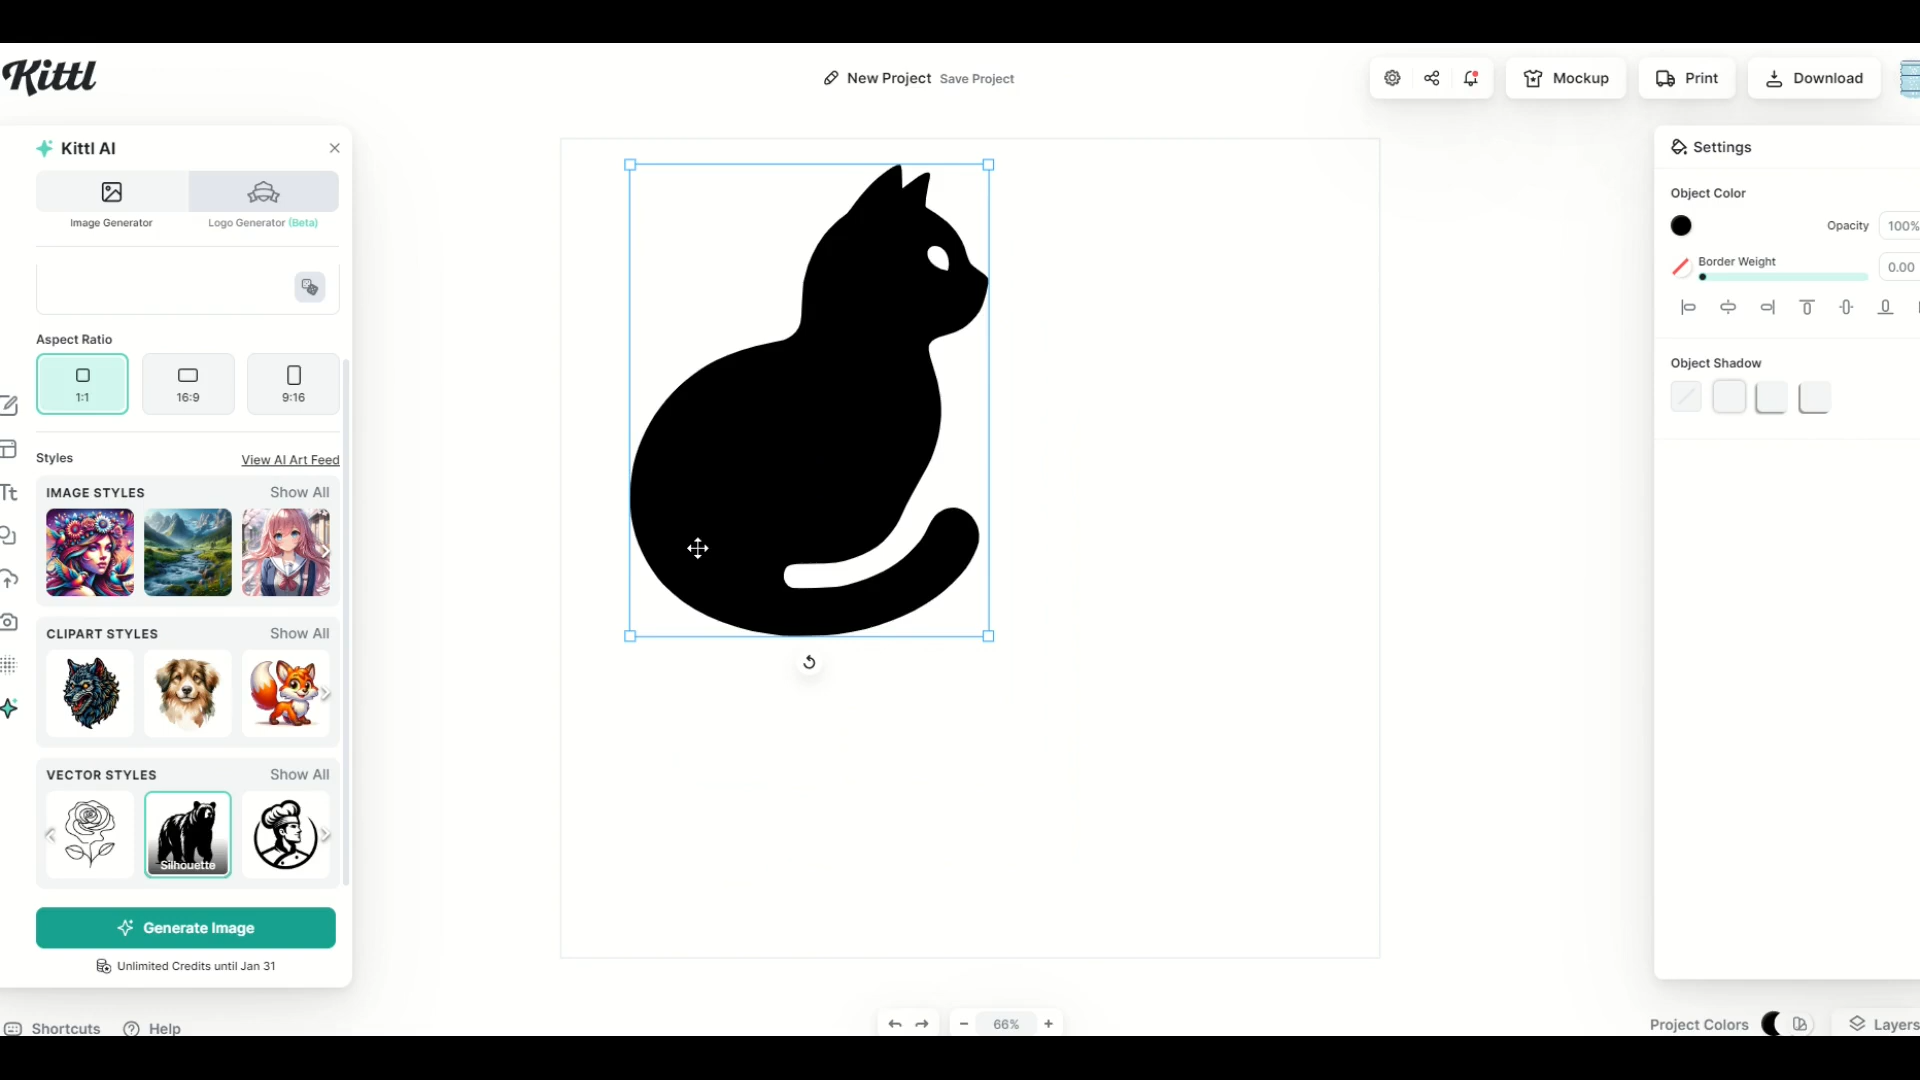 Kittl
New Project Save Project
Mockup
Print
Download
Kittl AI
Image Generator
Logo Generator (Beta)
Aspect Ratio
1:1
16:9
9:16
Styles
View AI Art Feed
IMAGE STYLES
Show All
CLIPART STYLES
Show All
VECTOR STYLES
Show All
Silhouette
Generate Image
Unlimited Credits until Jan 31
Settings
Object Color
Opacity
100%
Border Weight
0.00
Object Shadow
Tt
Shortcuts
Help
66%
Project Colors
Layers